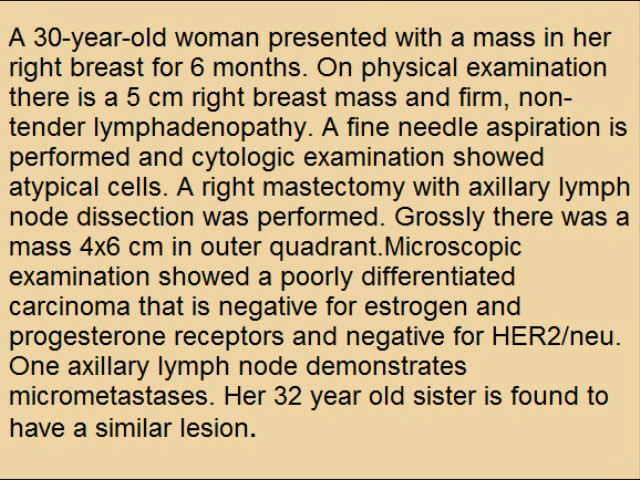 A 30-year-old woman presented with a mass in her
right breast for 6 months. On physical examination
there is a 5 cm right breast mass and firm, non-
tender lymphadenopathy. A fine needle aspiration is
performed and cytologic examination showed
atypical cells. A right mastectomy with axillary lymph
node dissection was performed. Grossly there was a
mass 4x6 cm in outer quadrant.Microscopic
examination showed a poorly differentiated
carcinoma that is negative for estrogen and
progesterone receptors and negative for HER2/neu.
One axillary lymph node demonstrates
micrometastases. Her 32 year old sister is found to
have a similar lesion.